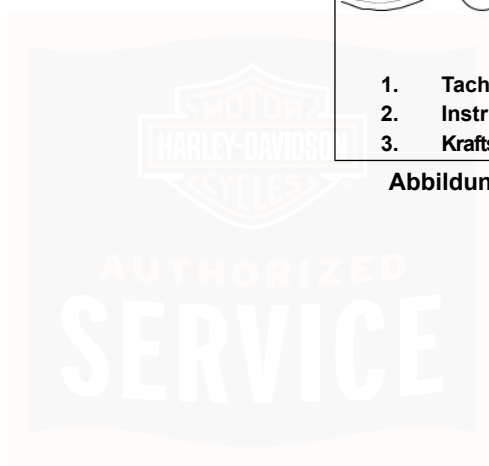 1. Tach
2. Instr
3. Krafts
Abbildun
MOTOR
HARLEY-DAVIDSON
CYCLES
AUTHORIZED
SERVICE